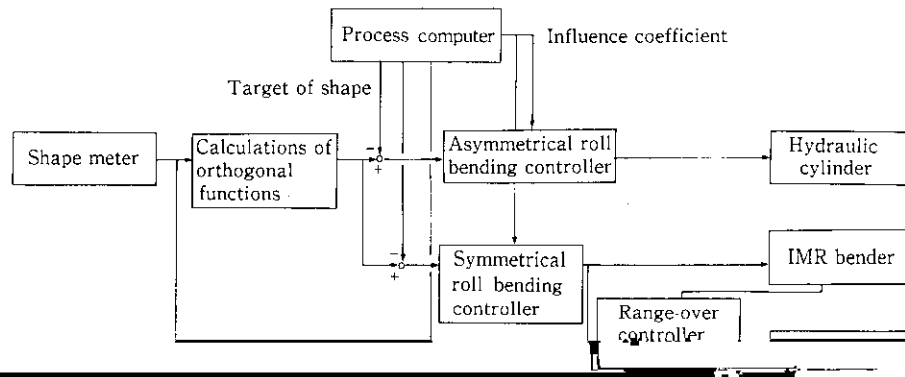 Process computer
Influence coefficient
Target of shape
Shape meter
Calculations of
orthogonal
functions
−
+
Asymmetrical roll
bending controller
Hydraulic
cylinder
−
+
Symmetrical
roll bending
controller
IMR bender
Range-over
controller